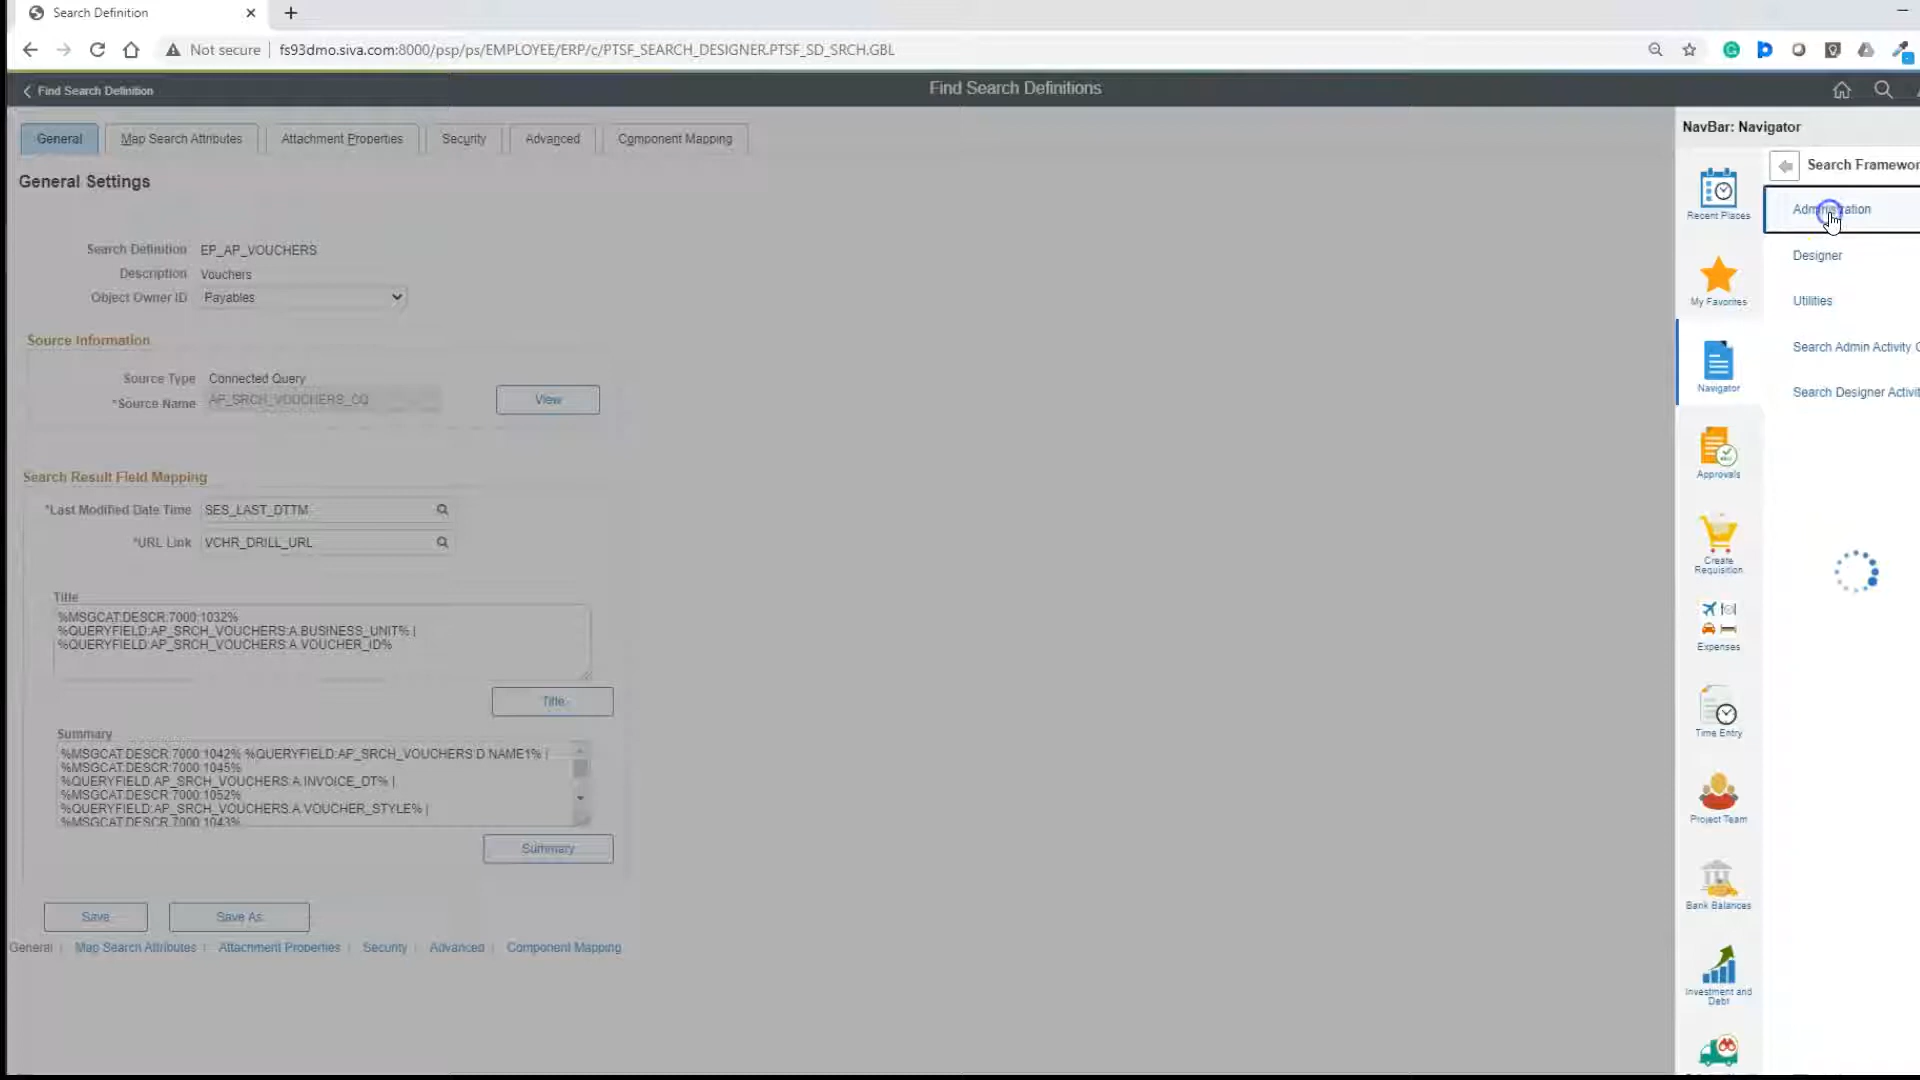 Search Definition
Not secure
fs93dmo.siva.com:8000/psp/ps/EMPLOYEE/ERP/c/PTSF_SEARCH_DESIGNER.PTSF_SD_SRCH.GBL
Find Search Definition
Find Search Definitions
General
Map Search Attributes
Attachment Properties
Security
Advanced
Component Mapping
General Settings
Search Definition EP_AP_VOUCHERS
Description Vouchers
Object Owner ID Payables
Source Information
Source Type Connected Query
*Source Name AP_SRCH_VOUCHERS_CQ
View
Search Result Field Mapping
*Last Modified Date Time SES_LAST_DTTM
*URL Link VCHR_DRILL_URL
Title
%MSGCAT.DESCR:7000:1032%
%QUERYFIELD:AP_SRCH_VOUCHERS:A.BUSINESS_UNIT% |
%QUERYFIELD:AP_SRCH_VOUCHERS:A.VOUCHER_ID%
Title
Summary
%MSGCAT.DESCR:7000:1042% %QUERYFIELD:AP_SRCH_VOUCHERS:D.NAME1% |
%MSGCAT.DESCR:7000:1045%
%QUERYFIELD:AP_SRCH_VOUCHERS:A.INVOICE_DT% |
%MSGCAT.DESCR:7000:1052%
%QUERYFIELD:AP_SRCH_VOUCHERS:A.VOUCHER_STYLE% |
%MSGCAT.DESCR:7000:1043%
Summary
Save
Save As
General | Map Search Attributes | Attachment Properties | Security | Advanced | Component Mapping
NavBar: Navigator
Recent Places
My Favorites
Navigator
Approvals
Create
Requisition
Expenses
Time Entry
Project Team
Bank Balances
Investment and
Debt
Search Framewor
Administration
Designer
Utilities
Search Admin Activity G
Search Designer Activit